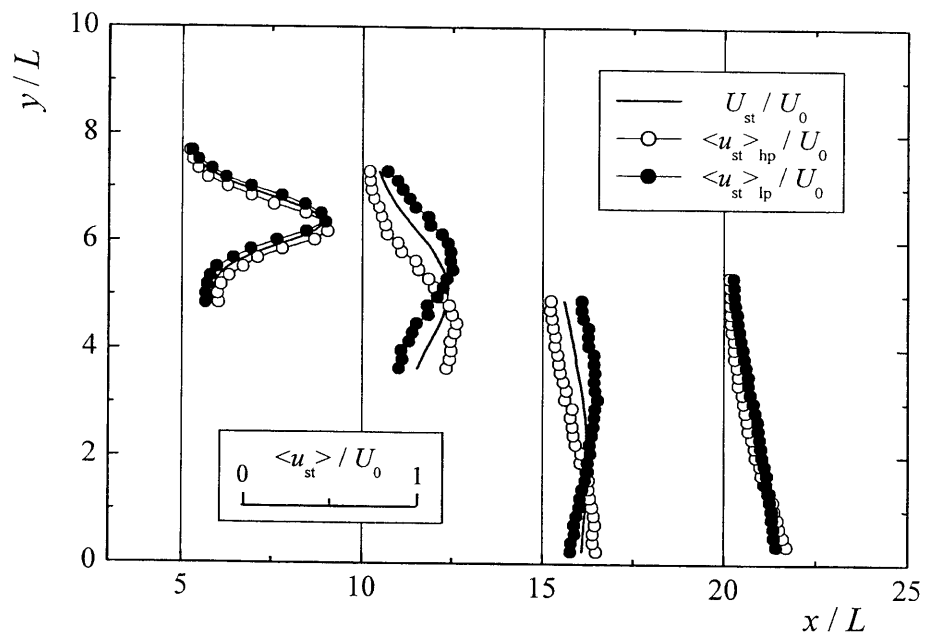 10
8
6
4
2
0
y / L
U_st / U_0
<u_st>_hp / U_0
<u_st>_lp / U_0
<u_st> / U_0
0 1
5 10 15 20 25
x / L